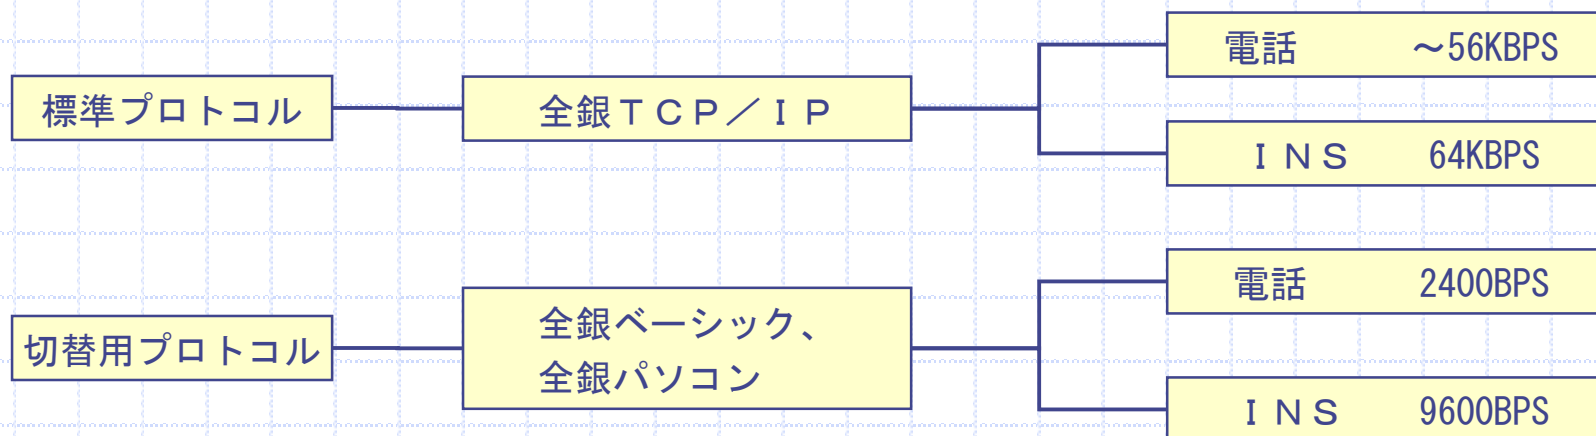 標準プロトコル
全銀ＴＣＰ／ＩＰ
電話 ～56KBPS
ＩＮＳ 64KBPS
切替用プロトコル
全銀ベーシック、
全銀パソコン
電話 2400BPS
ＩＮＳ 9600BPS